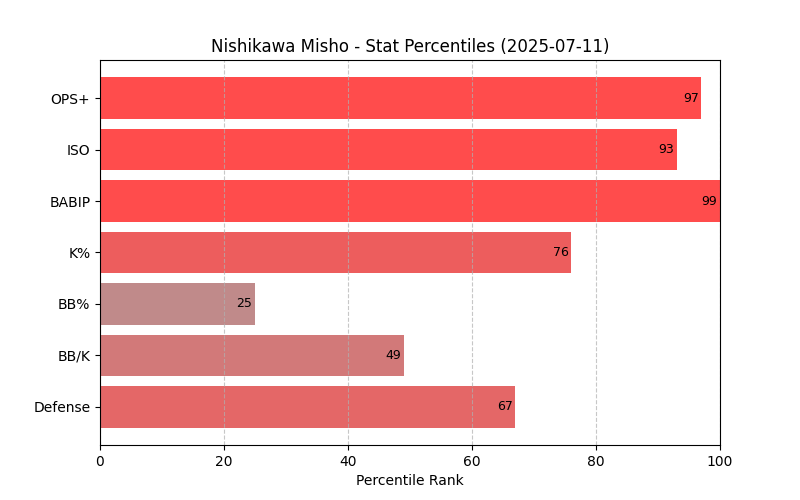 Nishikawa Misho - Stat Percentiles (2025-07-11)
OPS+ 97
ISO 93
BABIP 99
K% 76
BB% 25
BB/K 49
Defense 67
0 20 40 60 80 100
Percentile Rank